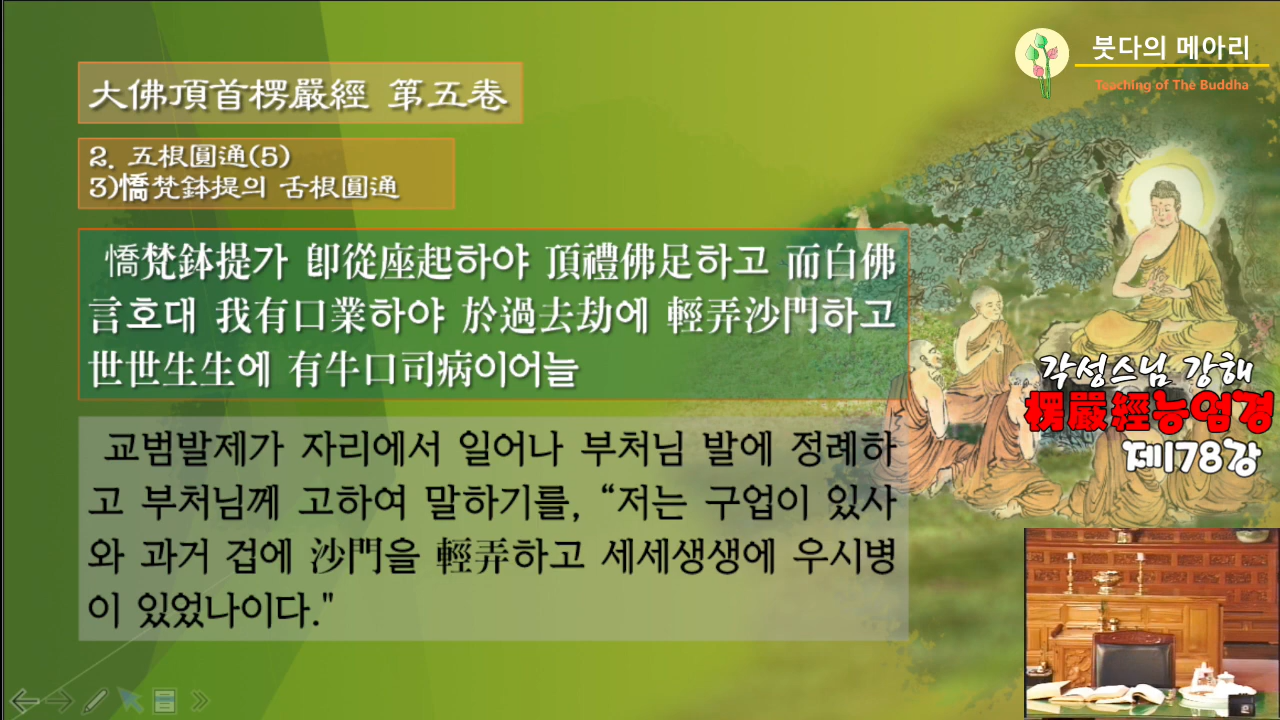 붓다의 메아리
Teaching of The Buddha
大佛頂首楞嚴經 第五卷
2. 五根圓通(5)
3)憍梵鉢提의 舌根圓通
憍梵鉢提가 卽從座起하야 頂禮佛足하고 而白佛
言호대 我有口業하야 於過去劫에 輕弄沙門하고
世世生生에 有牛口司病이어늘
교범발제가 자리에서 일어나 부처님 발에 정례하
고 부처님께 고하여 말하기를, “저는 구업이 있사
와 과거 겁에 沙門을 輕弄하고 세세생생에 우시병
이 있었나이다."
각성스님 강해
楞嚴經능엄경
제178강